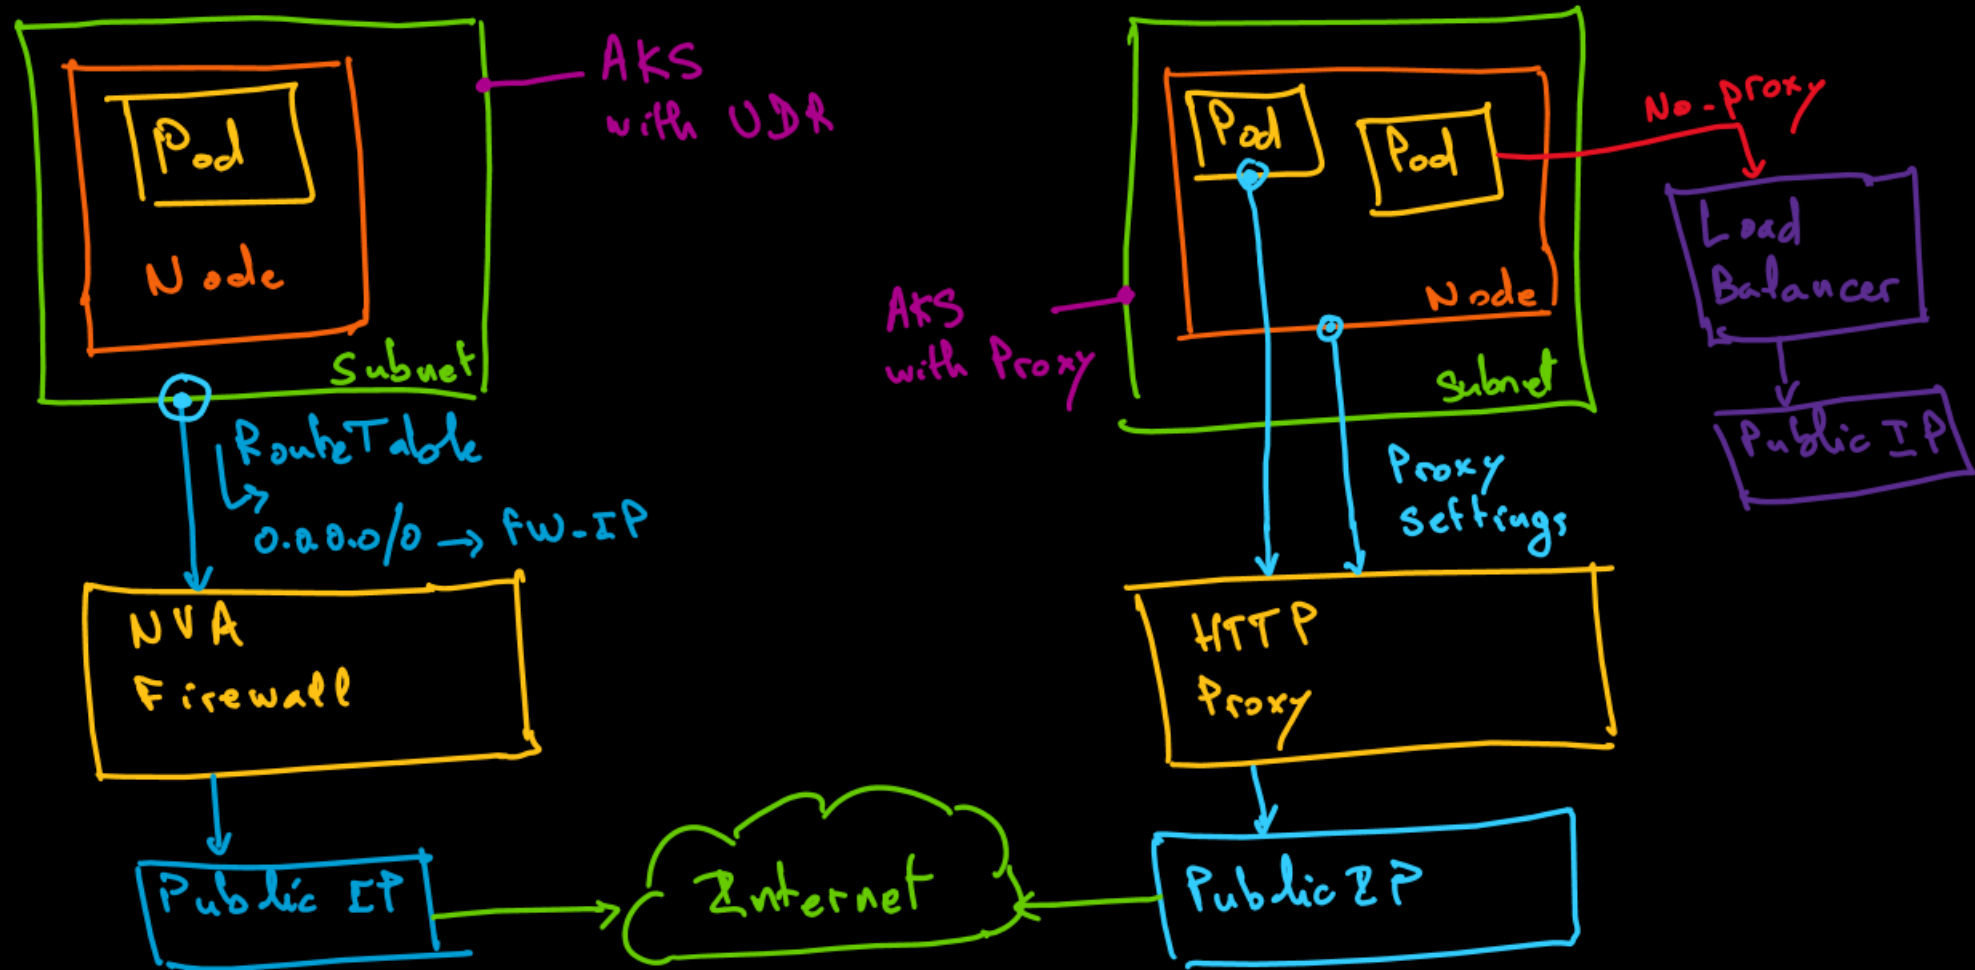 Pod
Node
Subnet
AKS
with UDR
RouteTable
0.0.0.0/0 → FW-IP
NVA
Firewall
Public IP
Internet
AKS
with Proxy
Pod
Pod
Node
Subnet
No-proxy
Load
Balancer
Public IP
Proxy
settings
HTTP
Proxy
Public IP